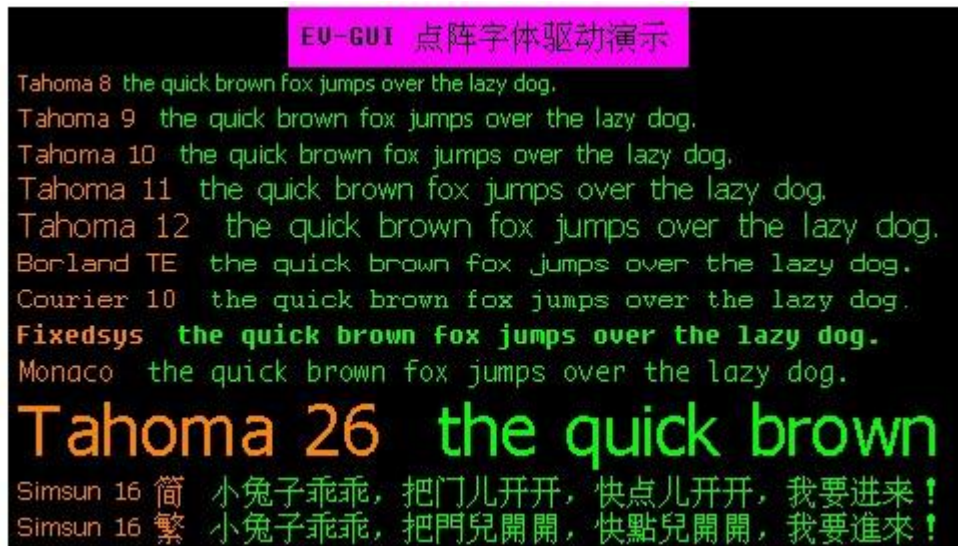 EV-GUI 点阵字体驱动演示
Tahoma 8 the quick brown fox jumps over the lazy dog.
Tahoma 9 the quick brown fox jumps over the lazy dog.
Tahoma 10 the quick brown fox jumps over the lazy dog.
Tahoma 11 the quick brown fox jumps over the lazy dog.
Tahoma 12 the quick brown fox jumps over the lazy dog.
Borland TE the quick brown fox jumps over the lazy dog.
Courier 10 the quick brown fox jumps over the lazy dog.
Fixedsys the quick brown fox jumps over the lazy dog.
Monaco the quick brown fox jumps over the lazy dog.
Tahoma 26 the quick brown
Simsun 16 简 小兔子乖乖，把门儿开开，快点儿开开，我要进来！
Simsun 16 繁 小兔子乖乖，把門兒開開，快點兒開開，我要進來！